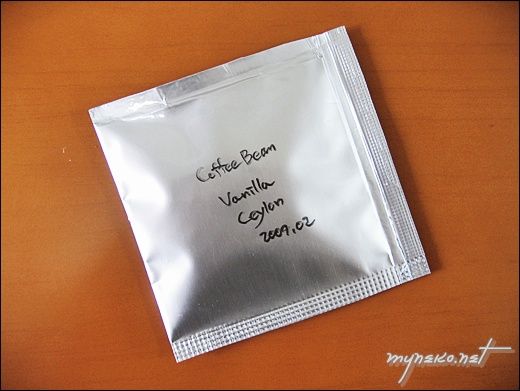 Coffee Bean
Vanilla
Ceylon
2009.02
myneko.net